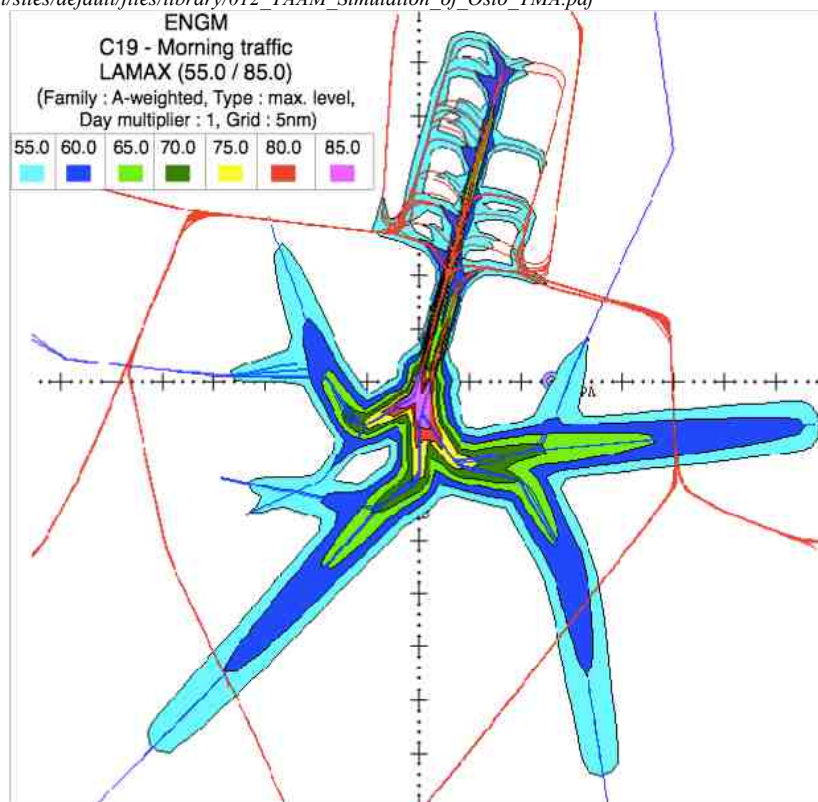 /sites/default/files/library/012_TAAM_Simulation_of_Oslo_TMA.pdf
ENGM
C19 - Morning traffic
LAMAX (55.0 / 85.0)
(Family : A-weighted, Type : max. level,
Day multiplier : 1, Grid : 5nm)
55.0 60.0 65.0 70.0 75.0 80.0 85.0